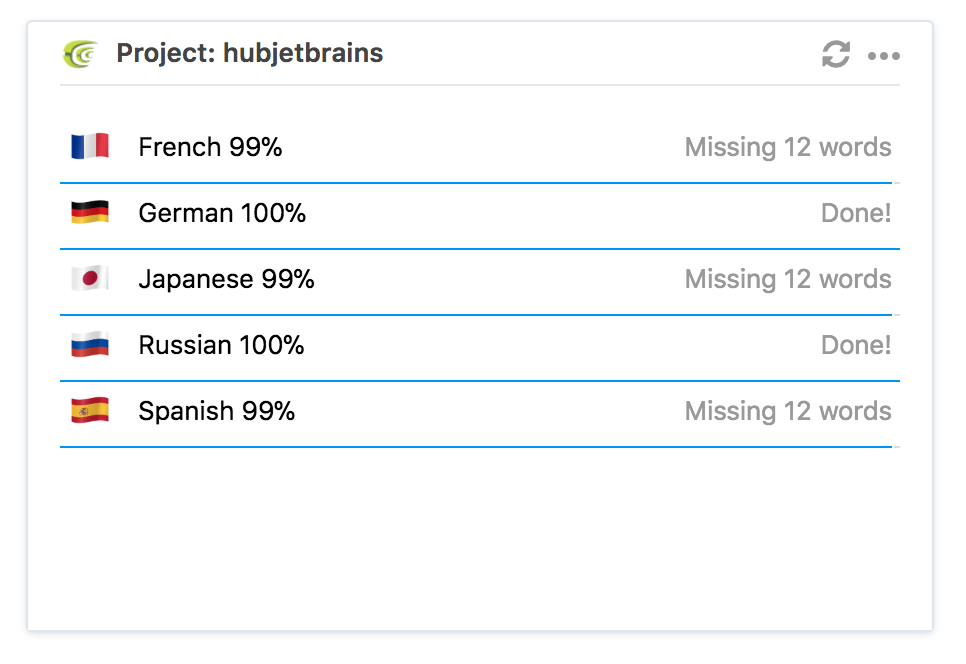 Project: hubjetbrains
French 99% Missing 12 words
German 100% Done!
Japanese 99% Missing 12 words
Russian 100% Done!
Spanish 99% Missing 12 words